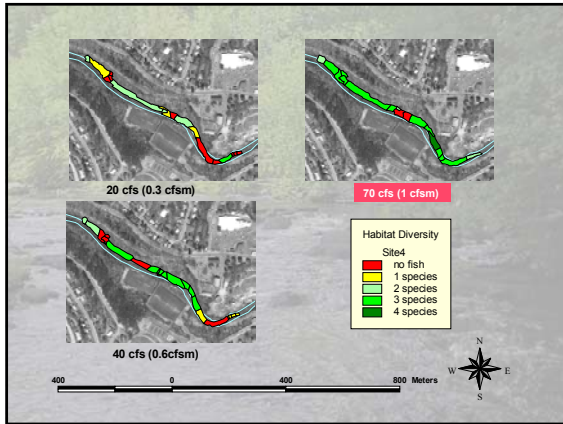 20 cfs (0.3 cfsm)
70 cfs (1 cfsm)
40 cfs (0.6cfsm)
Habitat Diversity
Site4
no fish
1 species
2 species
3 species
4 species
400 0 400 800 Meters
N
W E
S